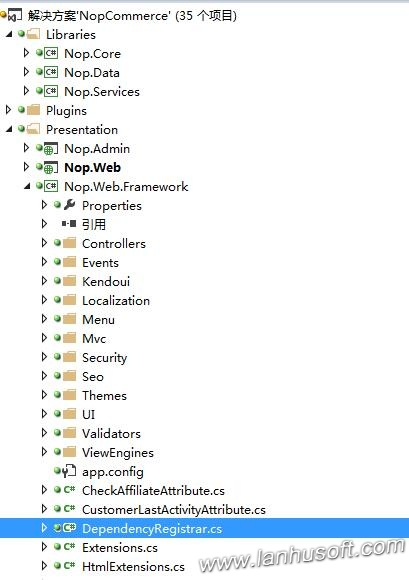 解决方案'NopCommerce' (35 个项目)
Libraries
Nop.Core
Nop.Data
Nop.Services
Plugins
Presentation
Nop.Admin
Nop.Web
Nop.Web.Framework
Properties
引用
Controllers
Events
Kendoui
Localization
Menu
Mvc
Security
Seo
Themes
UI
Validators
ViewEngines
app.config
CheckAffiliateAttribute.cs
CustomerLastActivityAttribute.cs
DependencyRegistrar.cs
Extensions.cs
HtmlExtensions.cs
www.lanhusoft.com